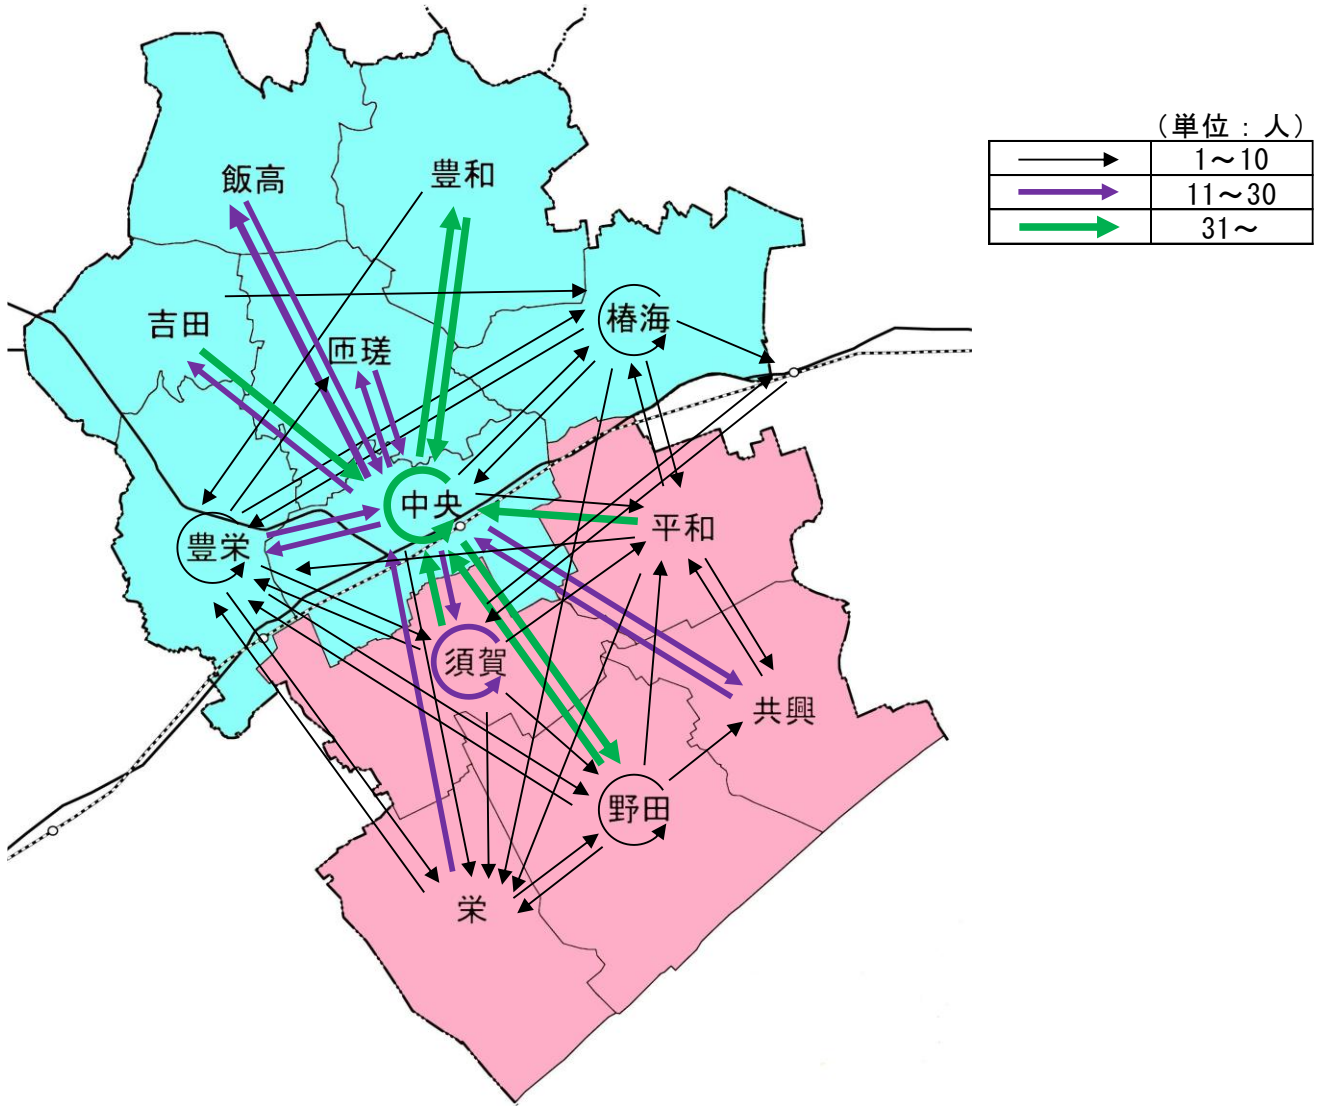 (単位：人)
1～10
11～30
31～
飯高
豊和
吉田
匝瑳
椿海
中央
平和
豊栄
須賀
共興
野田
栄